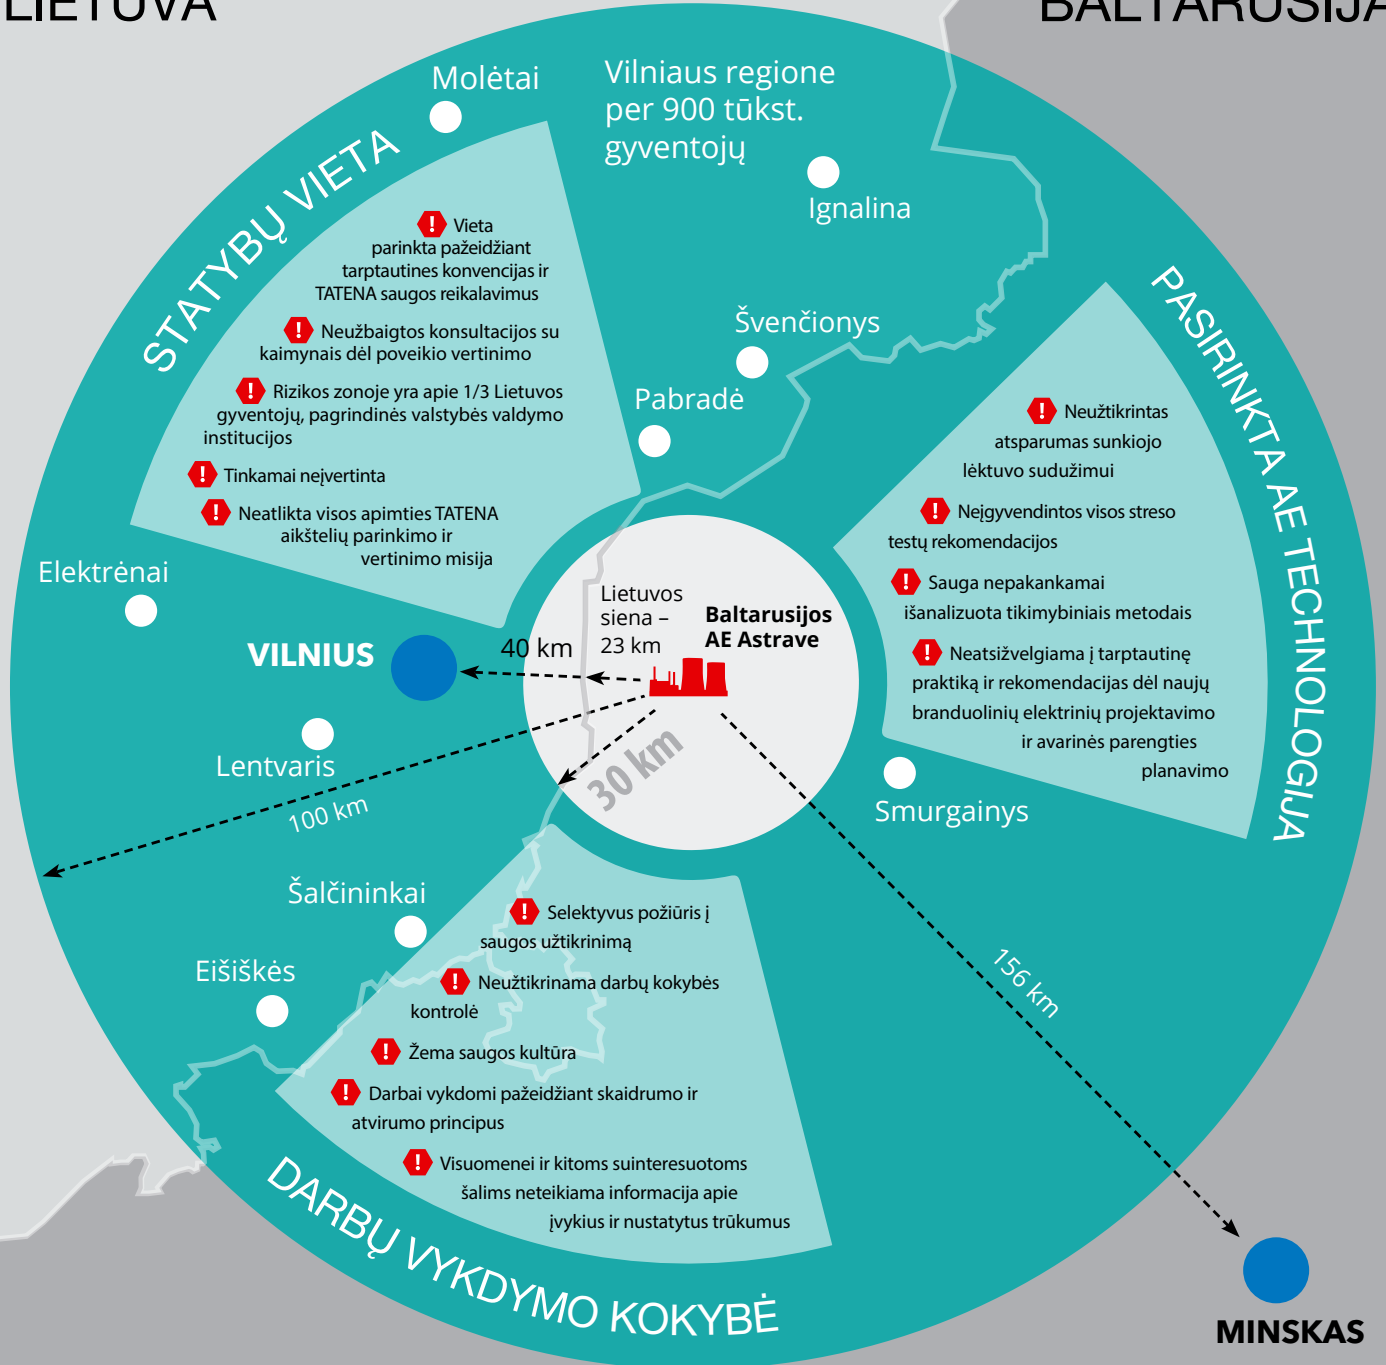 LIETUVA
BALTARUSIJA
Molėtai
Vilniaus regione
per 900 tūkst.
gyventojų
Ignalina
STATYBŲ VIETA
Vieta
parinkta pažeidžiant
tarptautines konvencijas ir
TATENA saugos reikalavimus
Neužbaigtos konsultacijos su
kaimynais dėl poveikio vertinimo
Rizikos zonoje yra apie 1/3 Lietuvos
gyventojų, pagrindinės valstybės valdymo
institucijos
Tinkamai neįvertinta
Neatlikta visos apimties TATENA
aikštelių parinkimo ir
vertinimo misija
Švenčionys
Pabradė
PASIRINKTA AE TECHNOLOGIJA
Neužtikrintas
atsparumas sunkiojo
lėktuvo sudužimui
Neįgyvendintos visos streso
testų rekomendacijos
Sauga nepakankamai
išanalizuota tikimybiniais metodais
Neatsižvelgiama į tarptautinę
praktiką ir rekomendacijas dėl naujų
branduolinių elektrinių projektavimo
ir avarinės parengties
planavimo
Elektrėnai
VILNIUS
40 km
Lietuvos
siena –
23 km
Baltarusijos
AE Astrave
30 km
Lentvaris
100 km
Smurgainys
Šalčininkai
Eišiškės
156 km
Selektyvus požiūris į
saugos užtikrinimą
Neužtikrinama darbų kokybės
kontrolė
Žema saugos kultūra
Darbai vykdomi pažeidžiant skaidrumo ir
atvirumo principus
Visuomenei ir kitoms suinteresuotoms
šalims neteikiama informacija apie
įvykius ir nustatytus trūkumus
DARBŲ VYKDYMO KOKYBĖ
MINSKAS